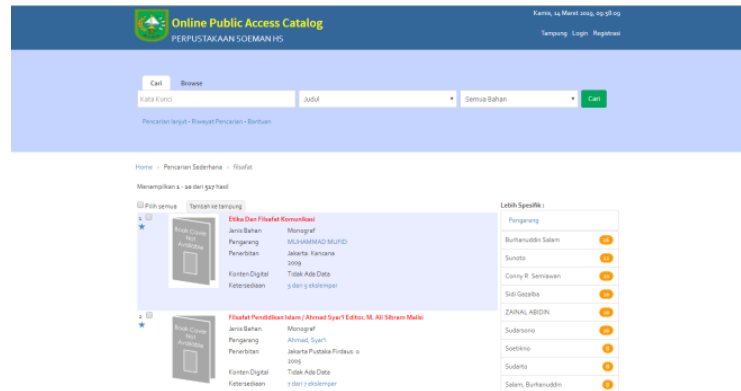 Kamis, 14 Maret 2019, 09:58:09
Online Public Access Catalog
PERPUSTAKAAN SOEMAN HS
Tampung Login Registrasi
Cari Browse
Kata Kunci Judul Semua Bahan Cari
Pencarian lanjut - Riwayat Pencarian - Bantuan
Home > Pencarian Sederhana > filsafat
Menampilkan 1 - 10 dari 517 hasil
Pilih semua Tambah ke tampung
Lebih Spesifik :
1
Book Cover Not Available
Etika Dan Filsafat Komunikasi
Jenis Bahan Monograf
Pengarang MUHAMMAD MUFID
Penerbitan Jakarta: Kencana
2009
Konten Digital Tidak Ada Data
Ketersediaan 5 dari 5 ekslempar
2
Book Cover Not Available
Filsafat Pendidikan Islam / Ahmad Syar'I Editor. M. Ali Sibram Malisi
Jenis Bahan Monograf
Pengarang Ahmad, Syar'I
Penerbitan Jakarta Pustaka Firdaus: 0
2005
Konten Digital Tidak Ada Data
Ketersediaan 7 dari 7 ekslempar
Pengarang
Burhanuddin Salam
Sunoto
Conny R. Semiawan
Sidi Gazalba
ZAINAL ABIDIN
Sudarsono
Soetikno
Sudarto
Salam, Burhanuddin